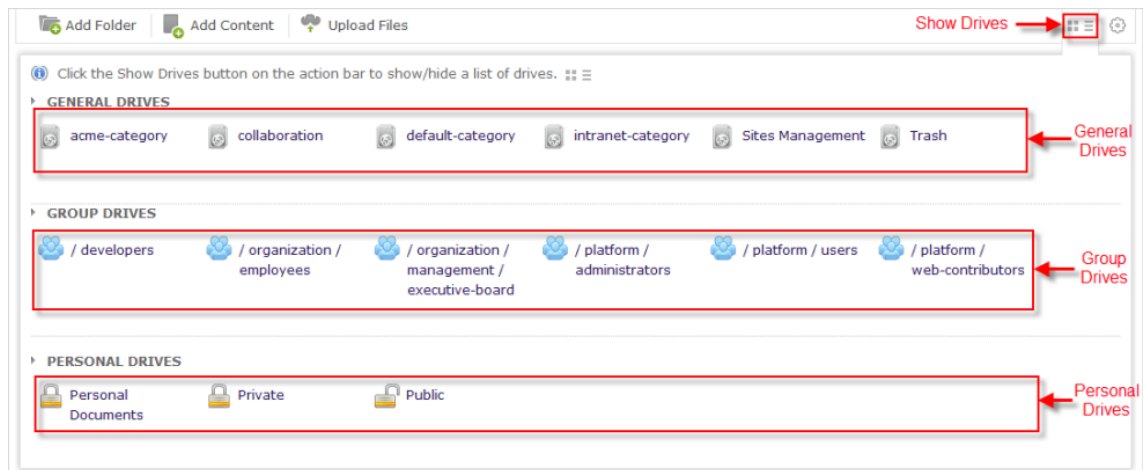 Add Folder Add Content Upload Files Show Drives
Click the Show Drives button on the action bar to show/hide a list of drives.
GENERAL DRIVES
acme-category collaboration default-category intranet-category Sites Management Trash
General
Drives
GROUP DRIVES
/ developers / organization / / organization / / platform / / platform / users / platform /
employees management / administrators web-contributors
executive-board
Group
Drives
PERSONAL DRIVES
Personal Private Public
Documents
Personal
Drives